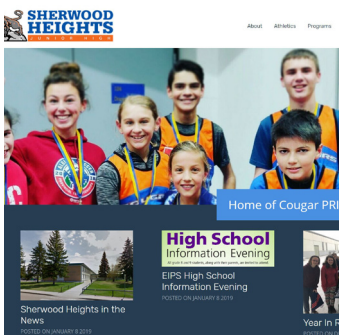 SHERWOOD
HEIGHTS
JUNIOR HIGH
About Athletics Programs
Home of Cougar PRI
High School
Information Evening
Sherwood Heights in the
News
POSTED ON JANUARY 8 2019
EIPS High School
Information Evening
POSTED ON JANUARY 8 2019
Year In R